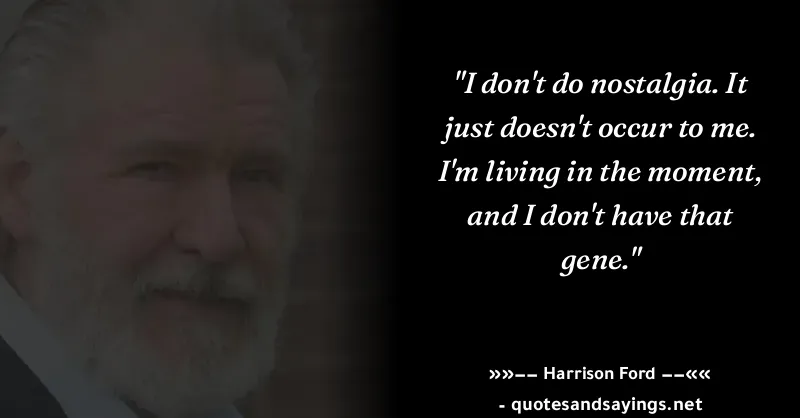 "I don't do nostalgia. It
just doesn't occur to me.
I'm living in the moment,
and I don't have that
gene."
»»−− Harrison Ford −−««
- quotesandsayings.net